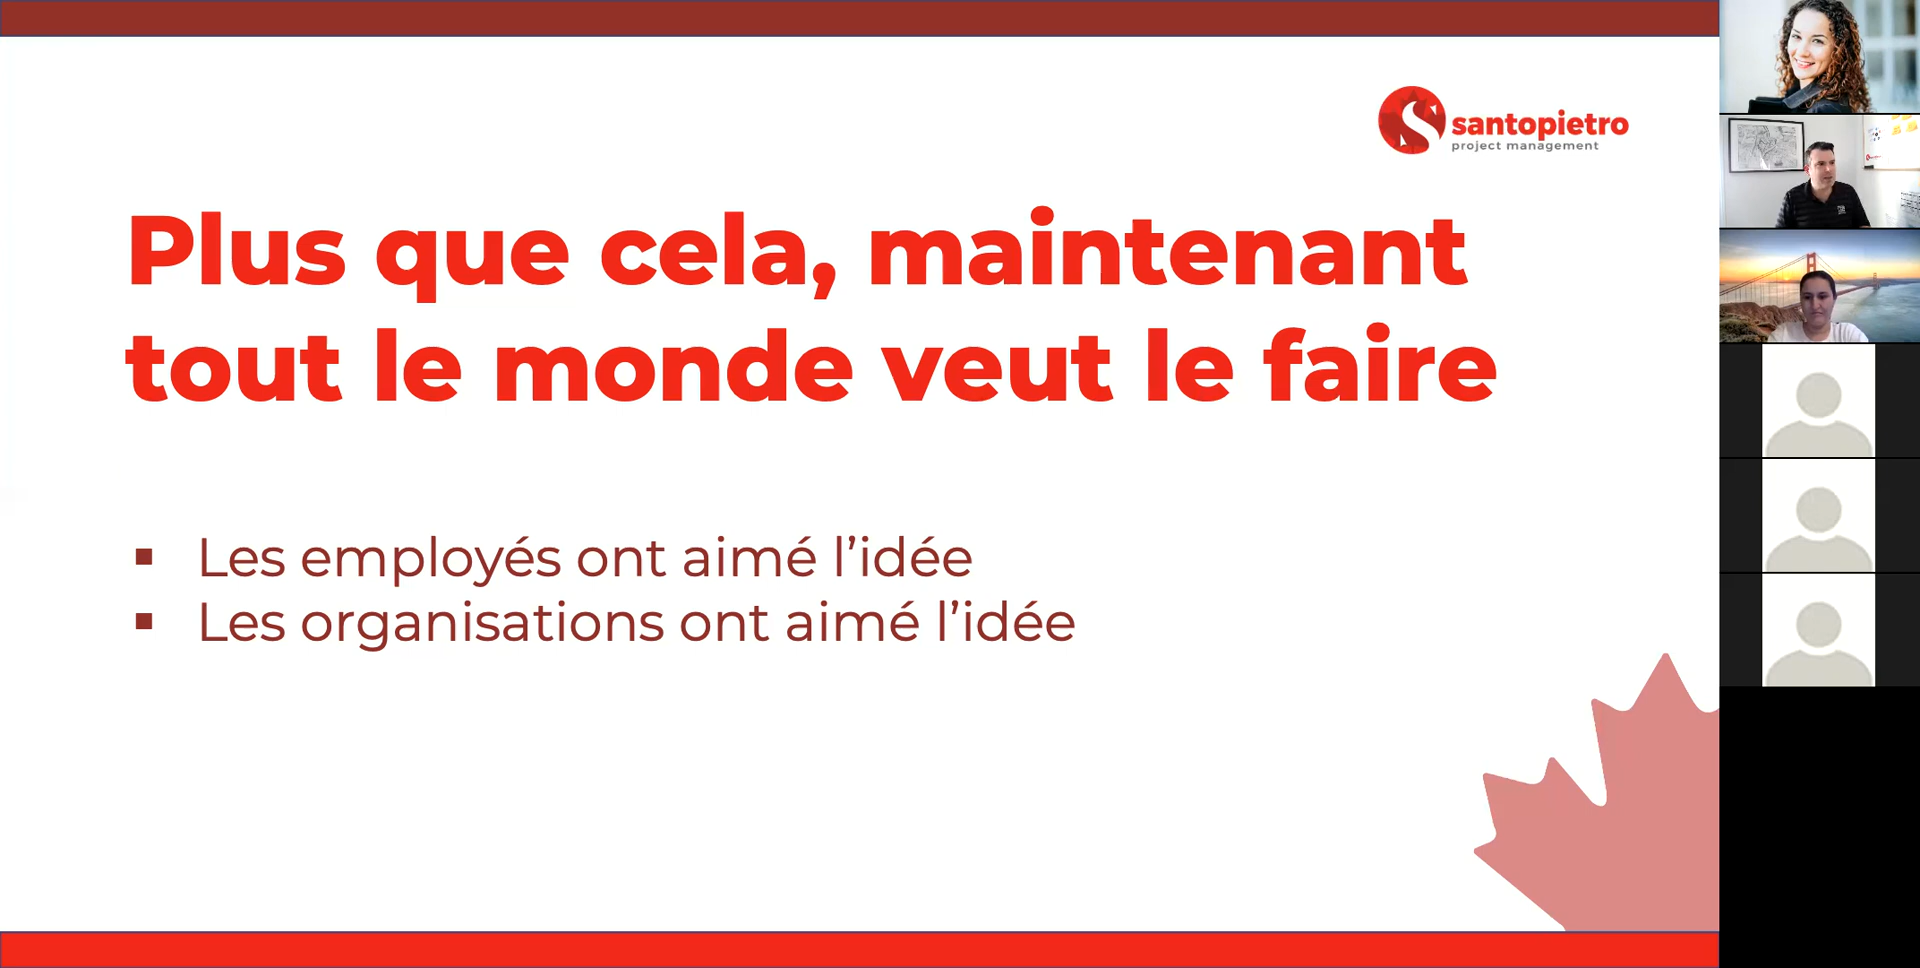 santopietro
project management
Plus que cela, maintenant
tout le monde veut le faire
▪ Les employés ont aimé l’idée
▪ Les organisations ont aimé l’idée